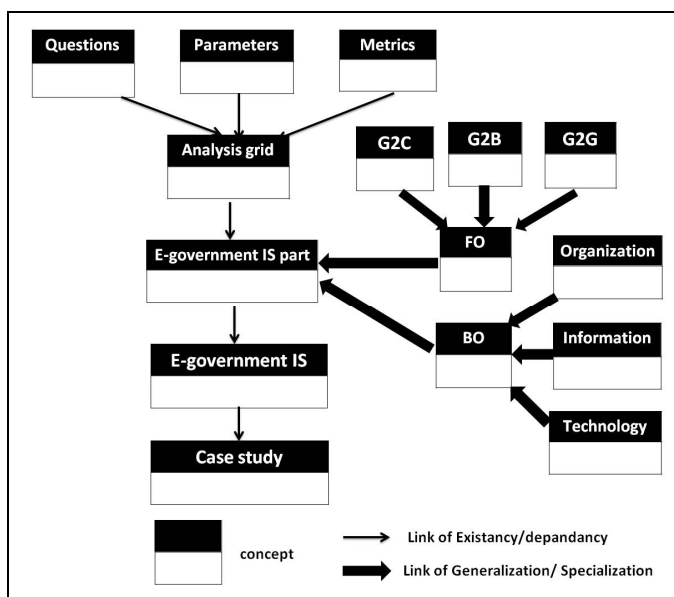 Questions
Parameters
Metrics
Analysis grid
G2C
G2B
G2G
E-government IS part
FO
Organization
E-government IS
BO
Information
Case study
Technology
concept
Link of Existancy/depandancy
Link of Generalization/ Specialization